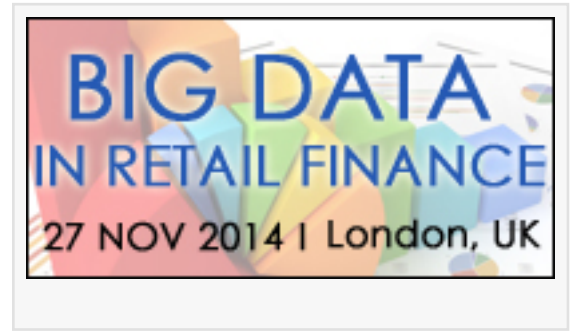 BIG DATA
IN RETAIL FINANCE
27 NOV 2014 | London, UK